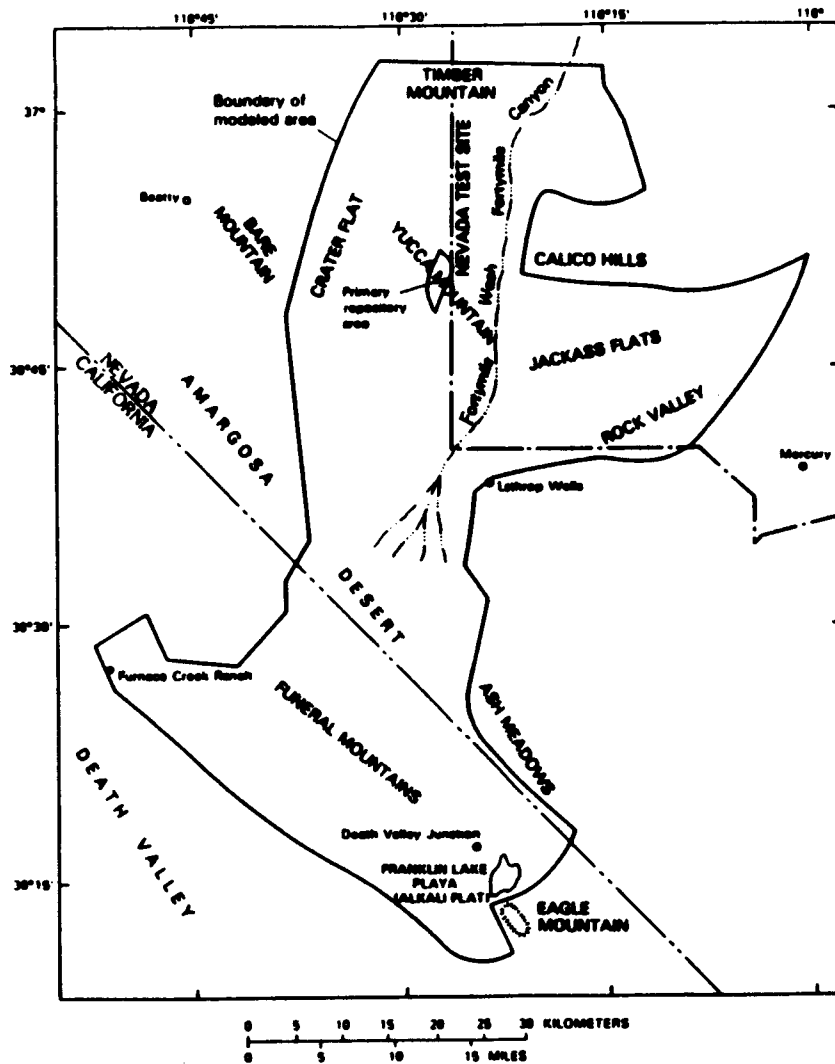 116°45'
116°30'
116°15'
116°
37°
36°45'
36°30'
36°15'
TIMBER
MOUNTAIN
Boundary of
modeled area
Canyon
Fortymile
Wash
Fortymile
NEVADA TEST SITE
Beatty
BARE
MOUNTAIN
CRATER FLAT
YUCCA MOUNTAIN
Primary
repository
area
CALICO HILLS
JACKASS FLATS
ROCK VALLEY
Mercury
NEVADA
CALIFORNIA
AMARGOSA
DESERT
Lathrop Wells
Furnace Creek Ranch
FUNERAL MOUNTAINS
ASH MEADOWS
DEATH VALLEY
Death Valley Junction
FRANKLIN LAKE
PLAYA
(ALKALI FLAT)
EAGLE
MOUNTAIN
0 5 10 15 20 25 30 KILOMETERS
0 5 10 15 MILES